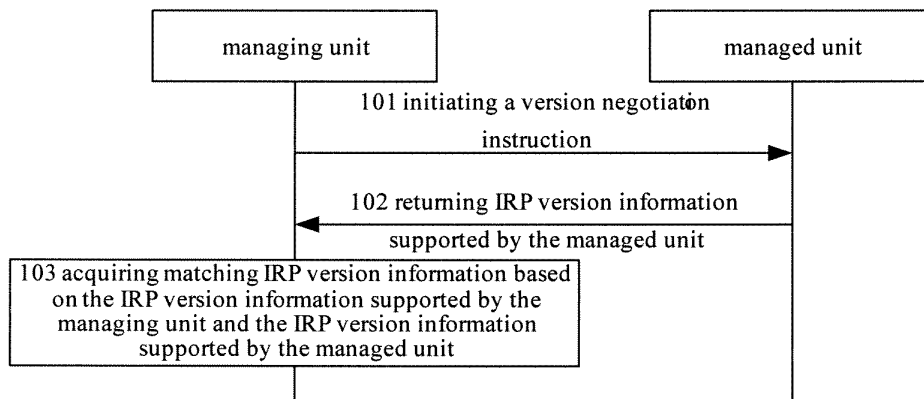 managing unit
managed unit
101 initiating a version negotiation
instruction
102 returning IRP version information
supported by the managed unit
103 acquiring matching IRP version information based
on the IRP version information supported by the
managing unit and the IRP version information
supported by the managed unit